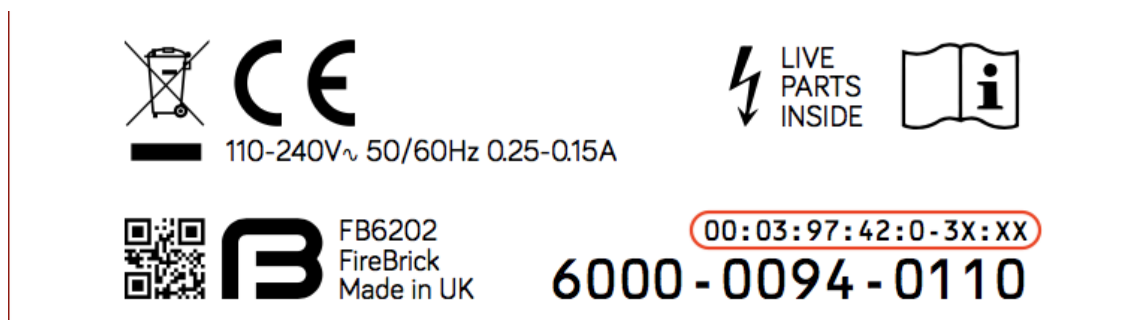 CE
LIVE
PARTS
INSIDE
110-240V∿ 50/60Hz 0.25-0.15A
FB6202
FireBrick
Made in UK
00:03:97:42:0-3X:XX
6000-0094-0110